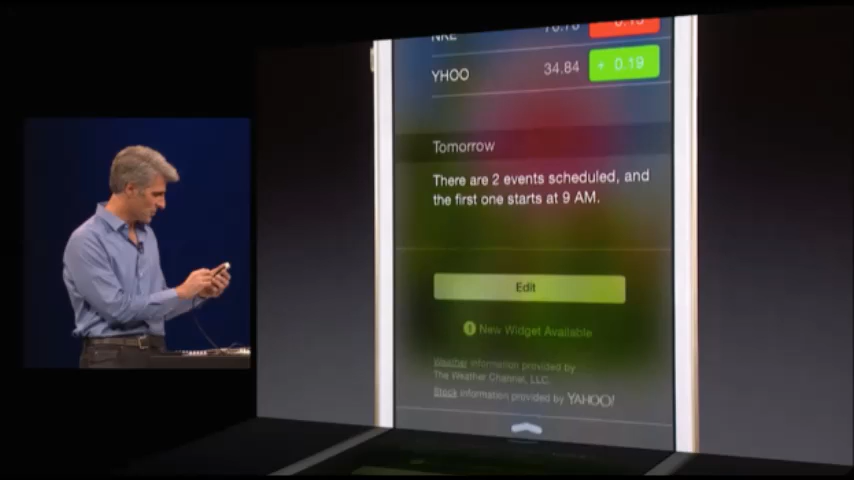 NKE
YHOO 34.84 + 0.19
Tomorrow
There are 2 events scheduled, and
the first one starts at 9 AM.
Edit
New Widget Available
Weather information provided by
The Weather Channel, LLC.
Stock information provided by YAHOO!